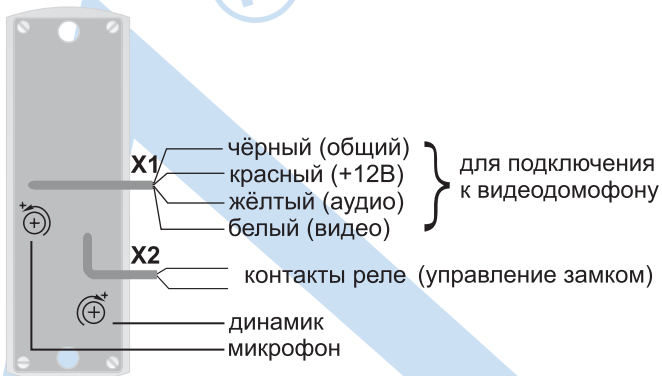 X1
чёрный (общий)
красный (+12В)
жёлтый (аудио)
белый (видео)
для подключения
к видеодомофону
X2
контакты реле (управление замком)
динамик
микрофон